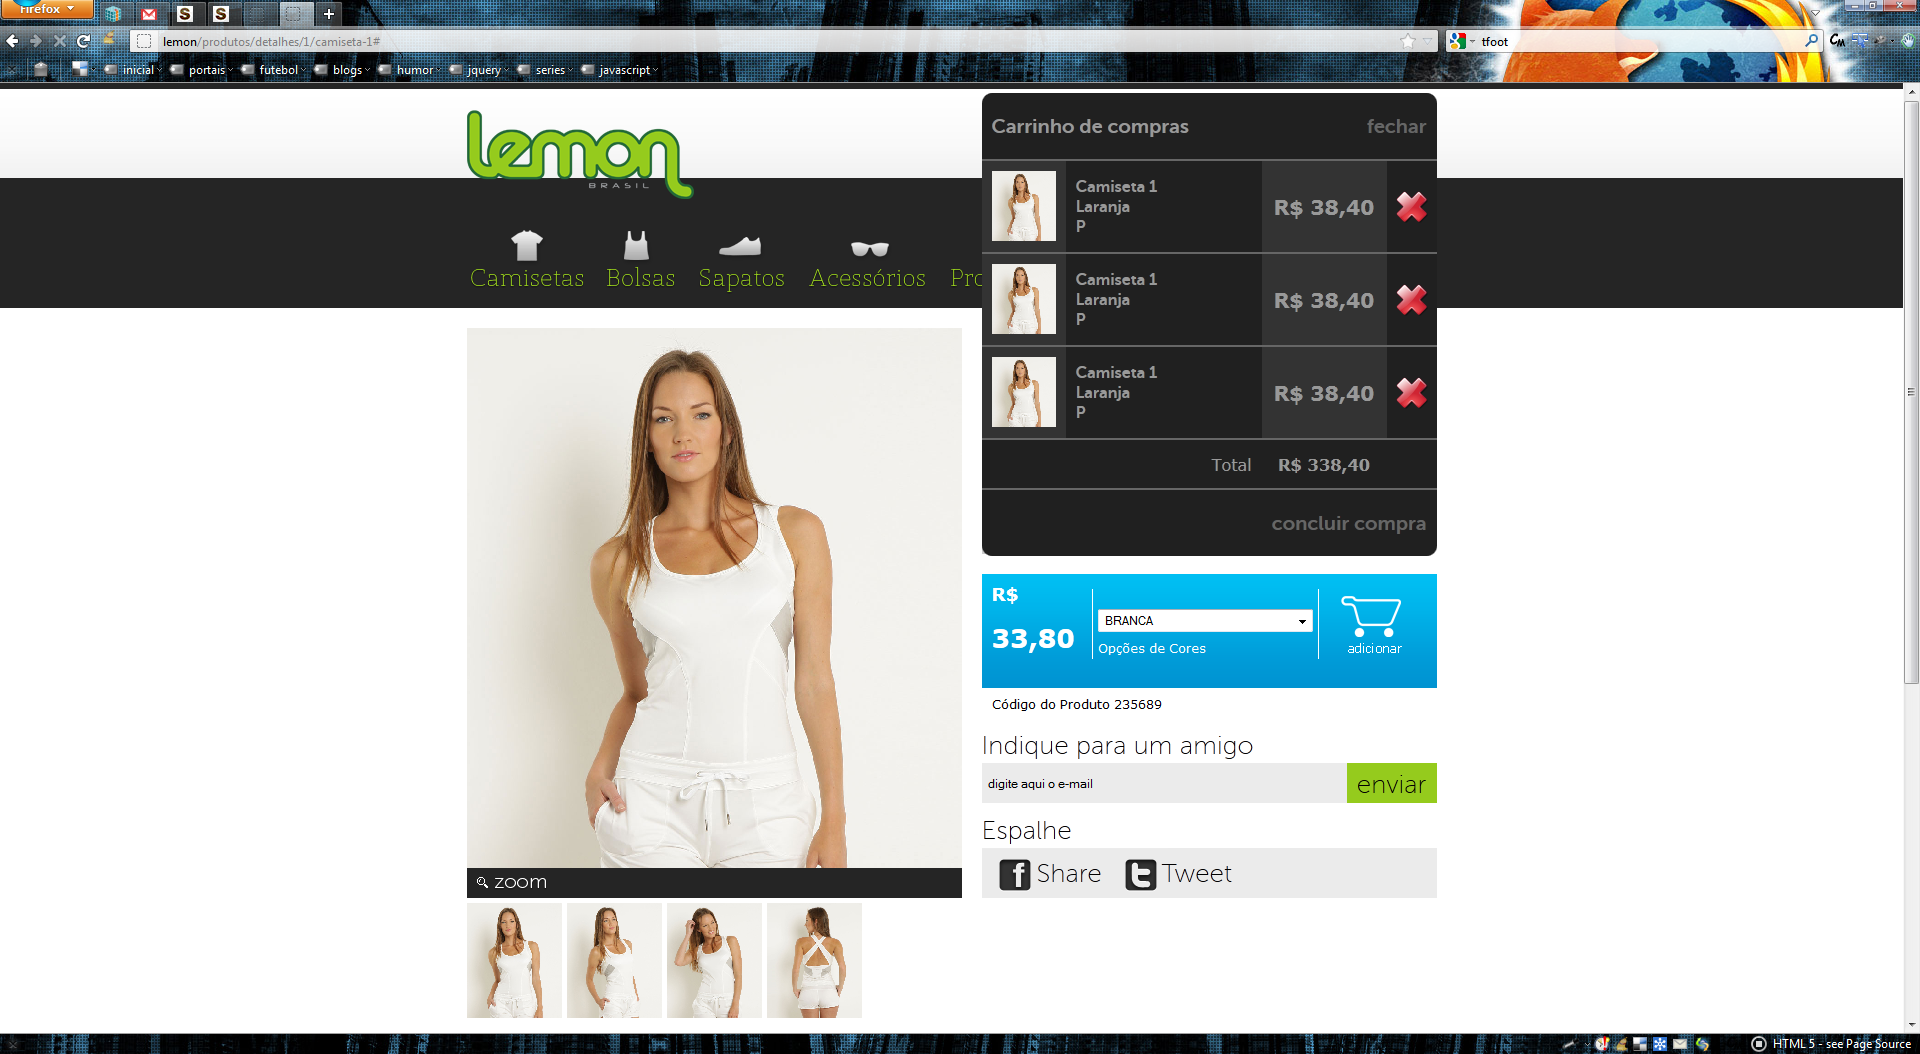 Firefox
lemon/produtos/detalhes/1/camiseta-1#
tfoot
inicial
portais
futebol
blogs
humor
jquery
series
javascript
lemon
BRASIL
Camisetas
Bolsas
Sapatos
Acessórios
Pro
Carrinho de compras
fechar
Camiseta 1
Laranja
P
R$ 38,40
Camiseta 1
Laranja
P
R$ 38,40
Camiseta 1
Laranja
P
R$ 38,40
Total R$ 338,40
concluir compra
R$
33,80
BRANCA
Opções de Cores
adicionar
Código do Produto 235689
Indique para um amigo
digite aqui o e-mail
enviar
Espalhe
Share
Tweet
zoom
HTML 5 - see Page Source